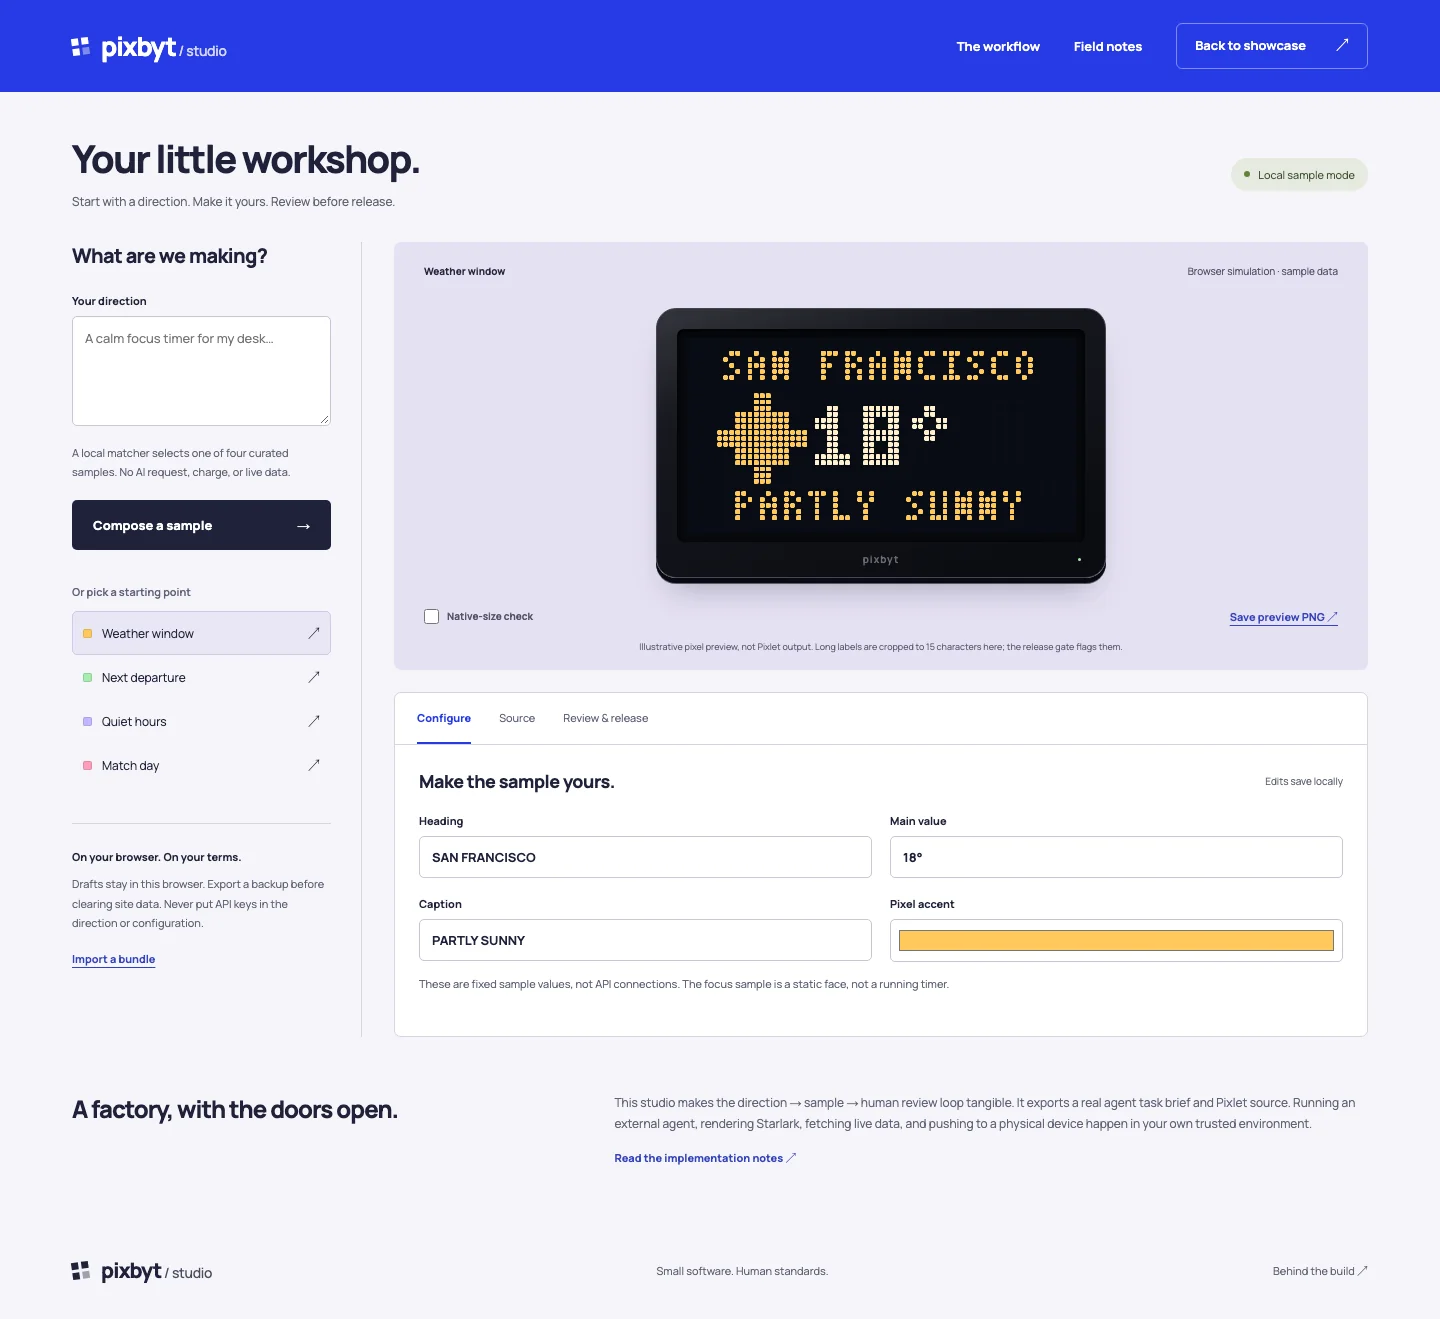 pixbyt / studio
The workflow
Field notes
Back to showcase ↗
Your little workshop.
Start with a direction. Make it yours. Review before release.
Local sample mode
What are we making?
Your direction
A calm focus timer for my desk...
A local matcher selects one of four curated
samples. No AI request, charge, or live data.
Compose a sample →
Or pick a starting point
Weather window ↗
Next departure ↗
Quiet hours ↗
Match day ↗
On your browser. On your terms.
Drafts stay in this browser. Export a backup before
clearing site data. Never put API keys in the
direction or configuration.
Import a bundle
Weather window
Browser simulation · sample data
SAN FRANCISCO
18°
PARTLY SUNNY
pixbyt
Native-size check
Save preview PNG ↗
Illustrative pixel preview, not Pixlet output. Long labels are cropped to 15 characters here; the release gate flags them.
Configure
Source
Review & release
Make the sample yours.
Edits save locally
Heading
SAN FRANCISCO
Main value
18°
Caption
PARTLY SUNNY
Pixel accent
These are fixed sample values, not API connections. The focus sample is a static face, not a running timer.
A factory, with the doors open.
This studio makes the direction → sample → human review loop tangible. It exports a real agent task brief and Pixlet source. Running an
external agent, rendering Starlark, fetching live data, and pushing to a physical device happen in your own trusted environment.
Read the implementation notes ↗
pixbyt / studio
Small software. Human standards.
Behind the build ↗